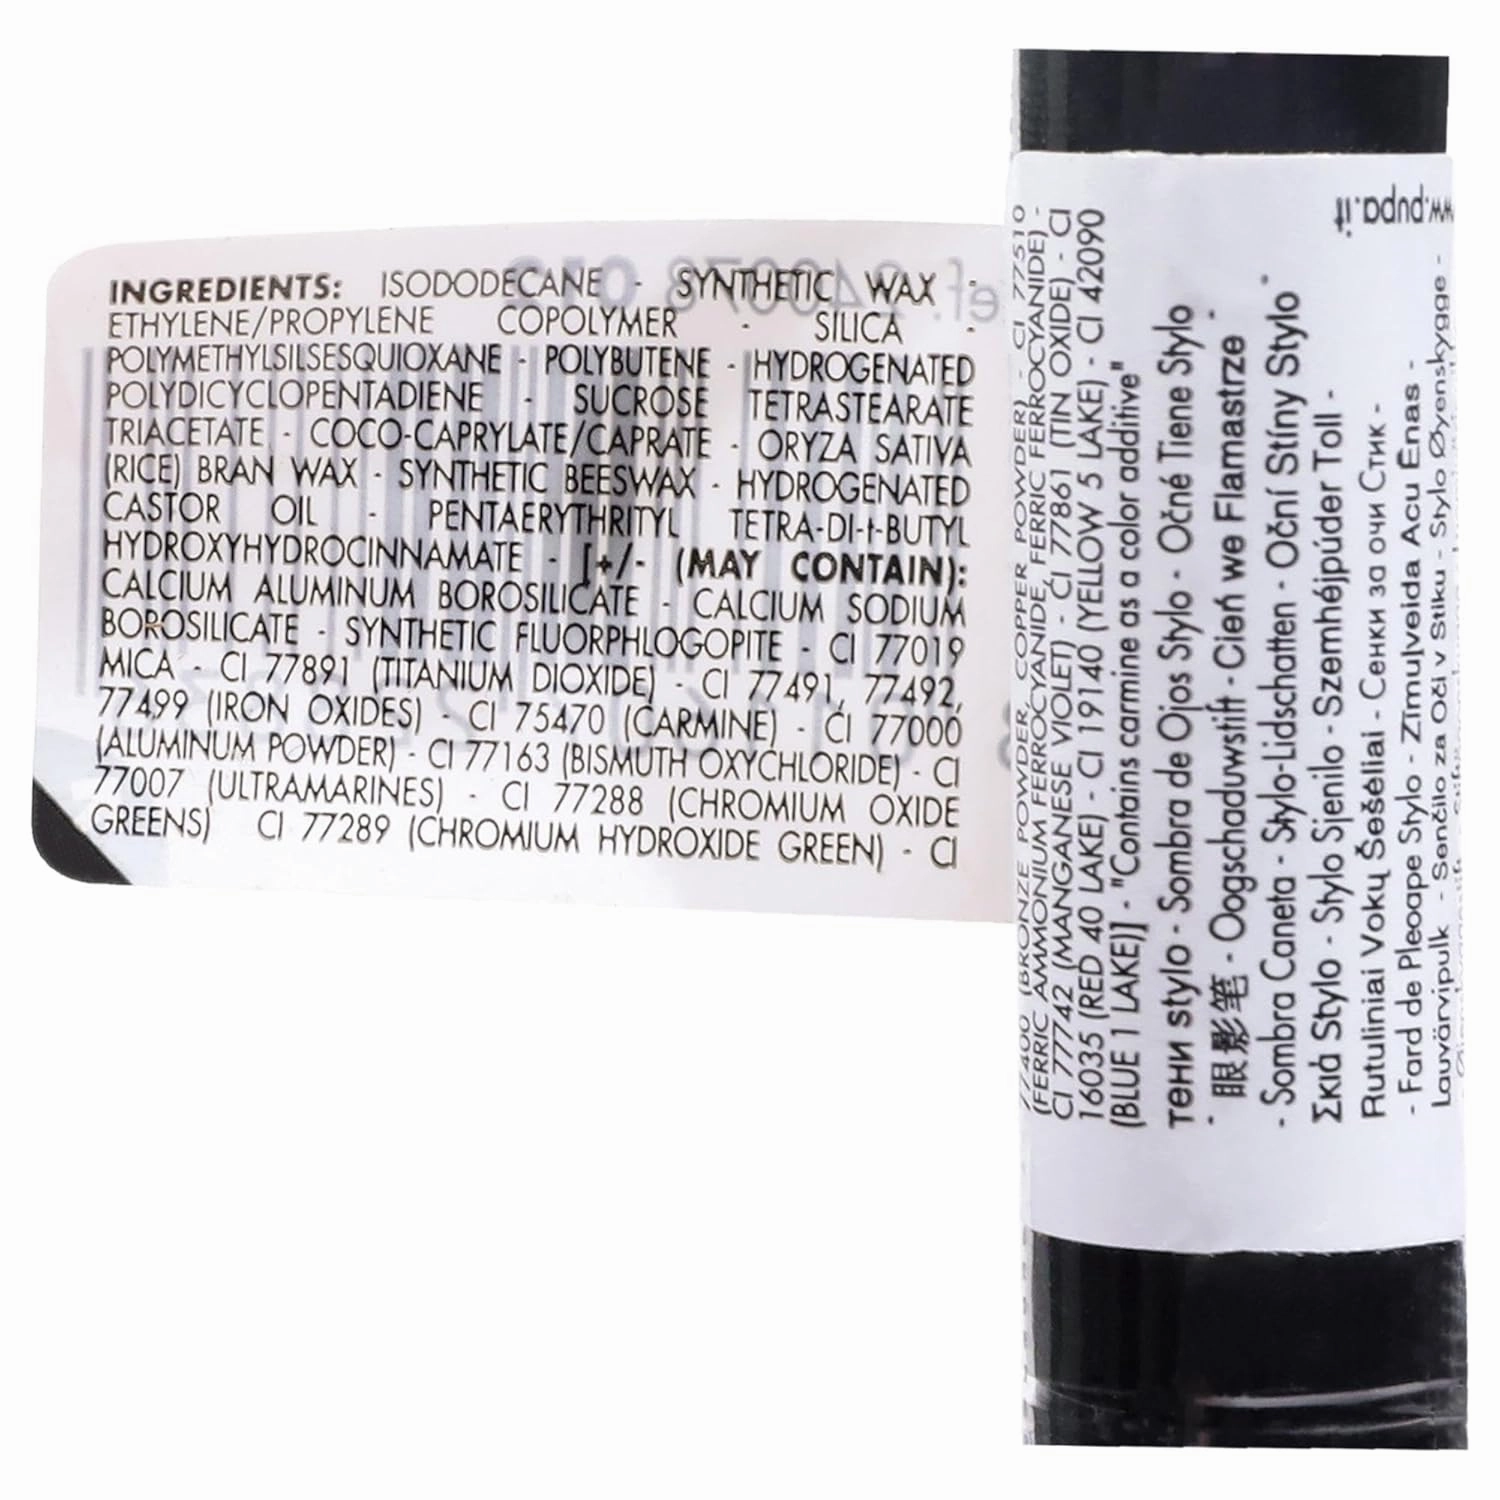 INGREDIENTS: ISODODECANE - SYNTHETIC WAX -
ETHYLENE/PROPYLENE COPOLYMER - SILICA -
POLYMETHYLSILSESQUIOXANE - POLYBUTENE - HYDROGENATED
POLYDICYCLOPENTADIENE - SUCROSE TETRASTEARATE
TRIACETATE - COCO-CAPRYLATE/CAPRATE - ORYZA SATIVA
(RICE) BRAN WAX - SYNTHETIC BEESWAX - HYDROGENATED
CASTOR OIL - PENTAERYTHRITYL TETRA-DI-t-BUTYL
HYDROXYHYDROCINNAMATE - [+/- (MAY CONTAIN):
CALCIUM ALUMINUM BOROSILICATE - CALCIUM SODIUM
BOROSILICATE - SYNTHETIC FLUORPHLOGOPITE - CI 77019
MICA - CI 77891 (TITANIUM DIOXIDE) - CI 77491, 77492,
77499 (IRON OXIDES) - CI 75470 (CARMINE) - CI 77000
(ALUMINUM POWDER) - CI 77163 (BISMUTH OXYCHLORIDE) - CI
77007 (ULTRAMARINES) - CI 77288 (CHROMIUM OXIDE
GREENS) CI 77289 (CHROMIUM HYDROXIDE GREEN) - CI
77400 (BRONZE POWDER, COPPER POWDER) - CI 77510
(FERRIC AMMONIUM FERROCYANIDE, FERRIC FERROCYANIDE) -
CI 77742 (MANGANESE VIOLET) - CI 77861 (TIN OXIDE) - CI
16035 (RED 40 LAKE) - CI 19140 (YELLOW 5 LAKE) - CI 42090
(BLUE 1 LAKE)] - "Contains carmine as a color additive"
тени stylo - Sombra de Ojos Stylo - Očné Tiene Stylo
- 眼影笔 - Oogschaduwstift - Cień we Flamastrze -
- Sombra Caneta - Stylo-Lidschatten - Oční Stíny Stylo -
Σκιά Stylo - Stylo Sjenilo - Szemhéjpúder Toll -
Rutuliniai Vokų Šešėliai - Сенки за очи Стик -
- Fard de Pleoape Stylo - Zīmuļveida Acu Ēnas -
Lauvärvipulk - Senčilo za Oči v Stiku - Stylo Øyenskygge -
www.pupa.it